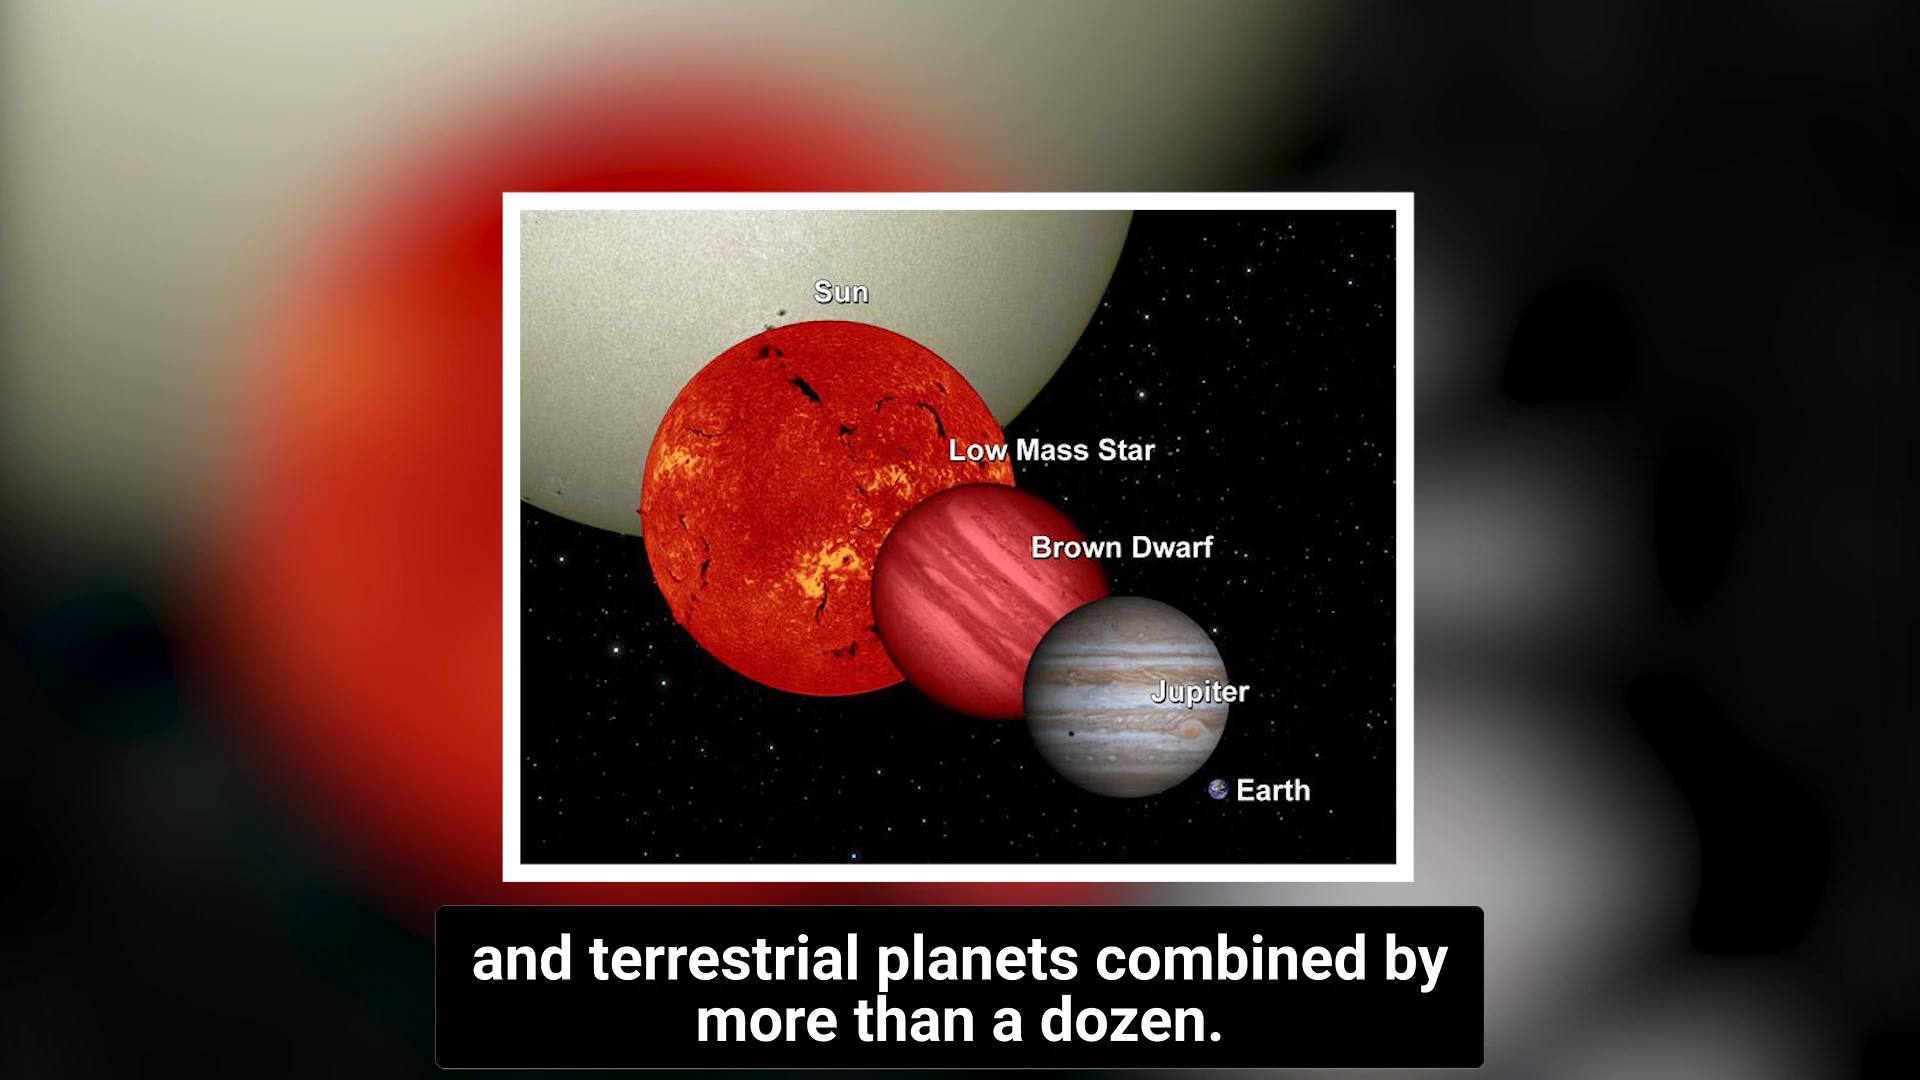 Sun
Low Mass Star
Brown Dwarf
Jupiter
Earth
and terrestrial planets combined by
more than a dozen.